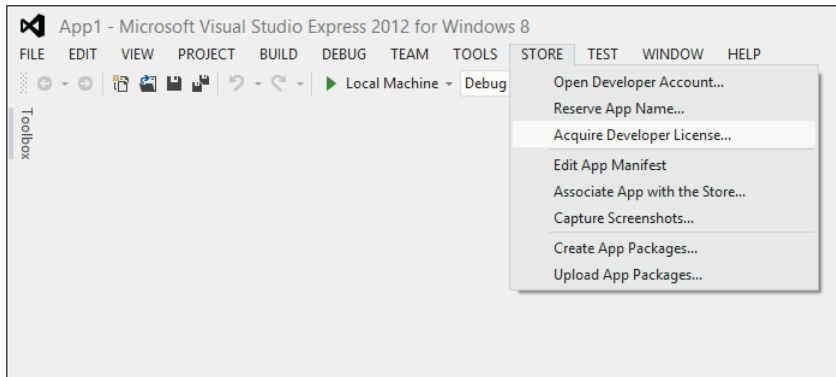 App1 - Microsoft Visual Studio Express 2012 for Windows 8
FILE EDIT VIEW PROJECT BUILD DEBUG TEAM TOOLS STORE TEST WINDOW HELP
Local Machine Debug
Toolbox
Open Developer Account...
Reserve App Name...
Acquire Developer License...
Edit App Manifest
Associate App with the Store...
Capture Screenshots...
Create App Packages...
Upload App Packages...